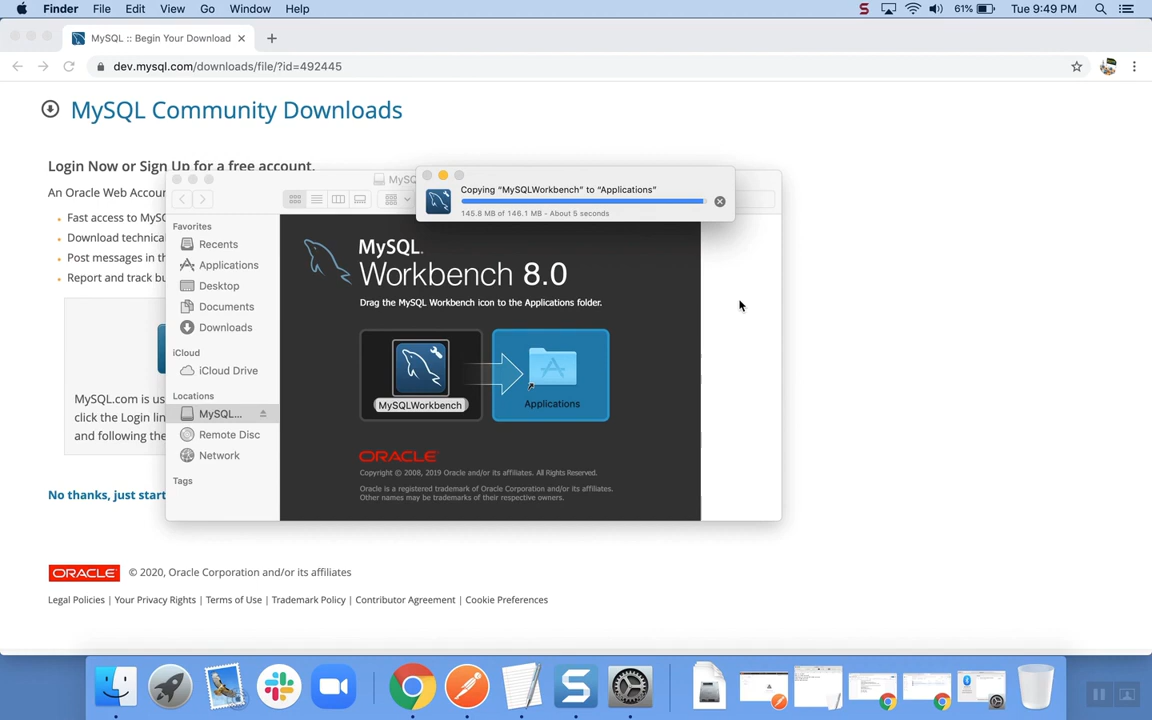 Finder File Edit View Go Window Help 61% Tue 9:49 PM
MySQL :: Begin Your Download
dev.mysql.com/downloads/file/?id=492445
MySQL Community Downloads
Login Now or Sign Up for a free account.
An Oracle Web Accou
Fast access to MyS
Download technica
Post messages in th
Report and track bu
MySQL.com is us
click the Login lin
and following the
No thanks, just start
MyS
Copying “MySQLWorkbench” to “Applications”
145.8 MB of 146.1 MB - About 5 seconds
Favorites
Recents
Applications
Desktop
Documents
Downloads
iCloud
iCloud Drive
Locations
MySQL...
Remote Disc
Network
Tags
MySQL
Workbench 8.0
Drag the MySQL Workbench icon to the Applications folder.
MySQLWorkbench
Applications
ORACLE
Copyright © 2008, 2019 Oracle and/or its affiliates. All Rights Reserved.
Oracle is a registered trademark of Oracle Corporation and/or its affiliates.
Other names may be trademarks of their respective owners.
ORACLE © 2020, Oracle Corporation and/or its affiliates
Legal Policies | Your Privacy Rights | Terms of Use | Trademark Policy | Contributor Agreement | Cookie Preferences